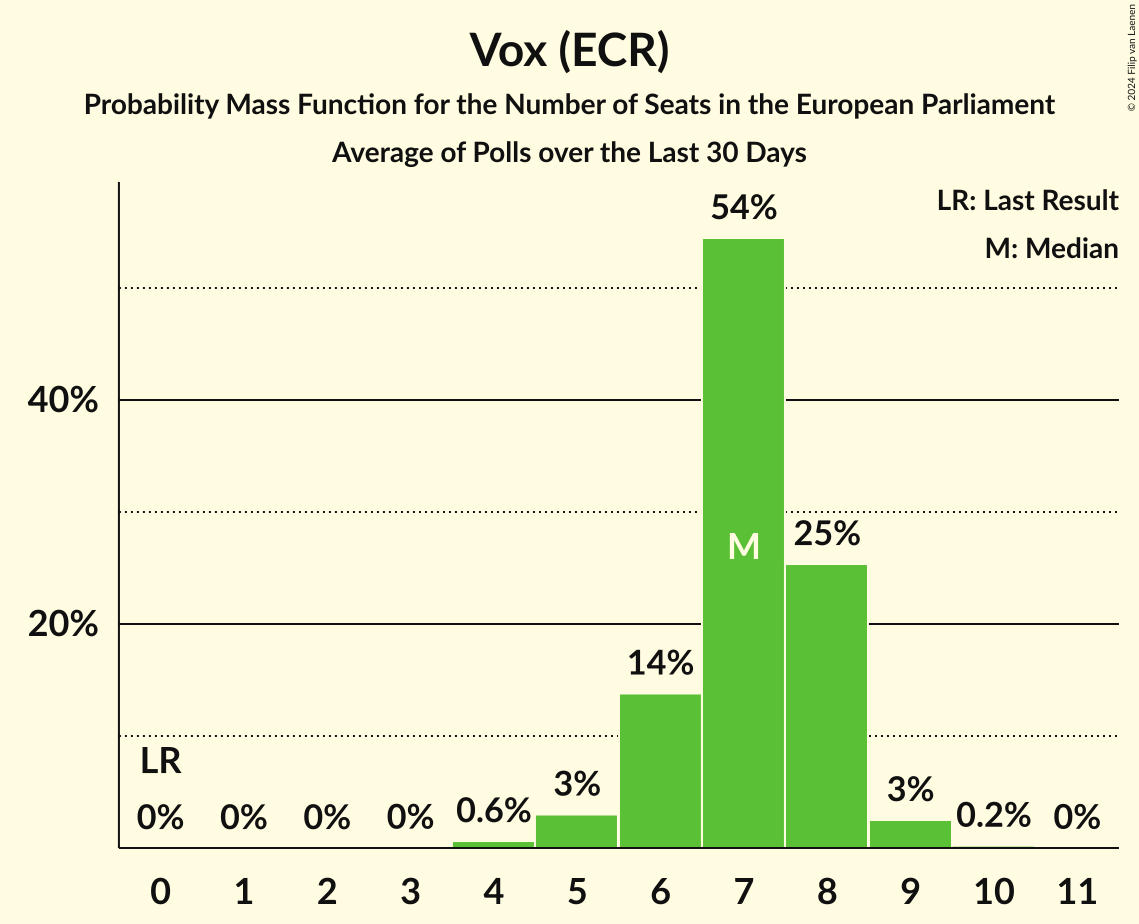 Vox (ECR)
Probability Mass Function for the Number of Seats in the European Parliament
Average of Polls over the Last 30 Days
© 2024 Filip van Laenen
LR: Last Result
M: Median
40%
20%
LR
0%
0%
0%
0%
0.6%
3%
14%
54%
M
25%
3%
0.2%
0%
0 1 2 3 4 5 6 7 8 9 10 11